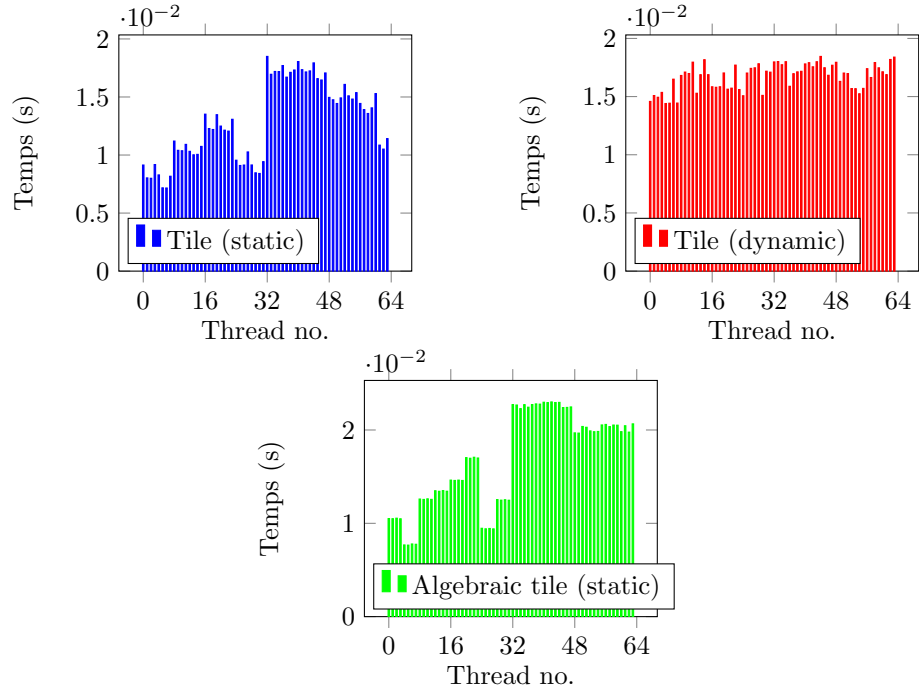 ·10⁻²
2
1.5
1
0.5
0
Temps (s)
Tile (static)
0 16 32 48 64
Thread no.
·10⁻²
2
1.5
1
0.5
0
Temps (s)
Tile (dynamic)
0 16 32 48 64
Thread no.
·10⁻²
2
1
0
Temps (s)
Algebraic tile (static)
0 16 32 48 64
Thread no.